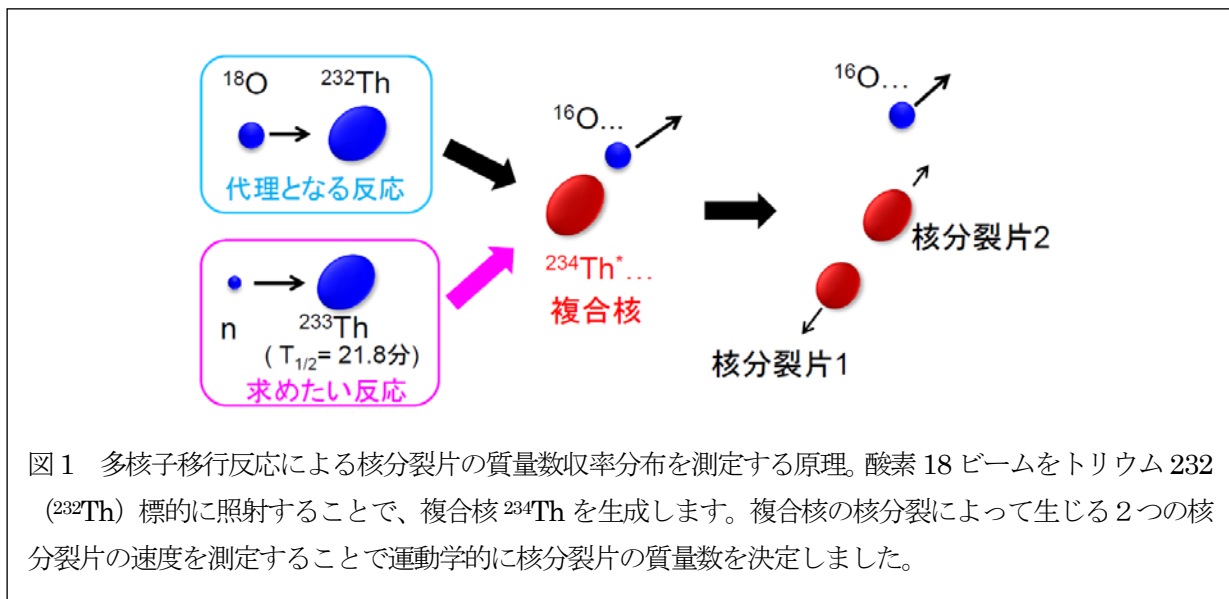 ¹⁸O ²³²Th
代理となる反応
n ²³³Th
( T₁/₂= 21.8分)
求めたい反応
¹⁶O...
²³⁴Th*...
複合核
¹⁶O...
核分裂片2
核分裂片1
図1 多核子移行反応による核分裂片の質量数収率分布を測定する原理。酸素 18 ビームをトリウム 232
(²³²Th)標的に照射することで、複合核 ²³⁴Th を生成します。複合核の核分裂によって生じる2つの核
分裂片の速度を測定することで運動学的に核分裂片の質量数を決定しました。